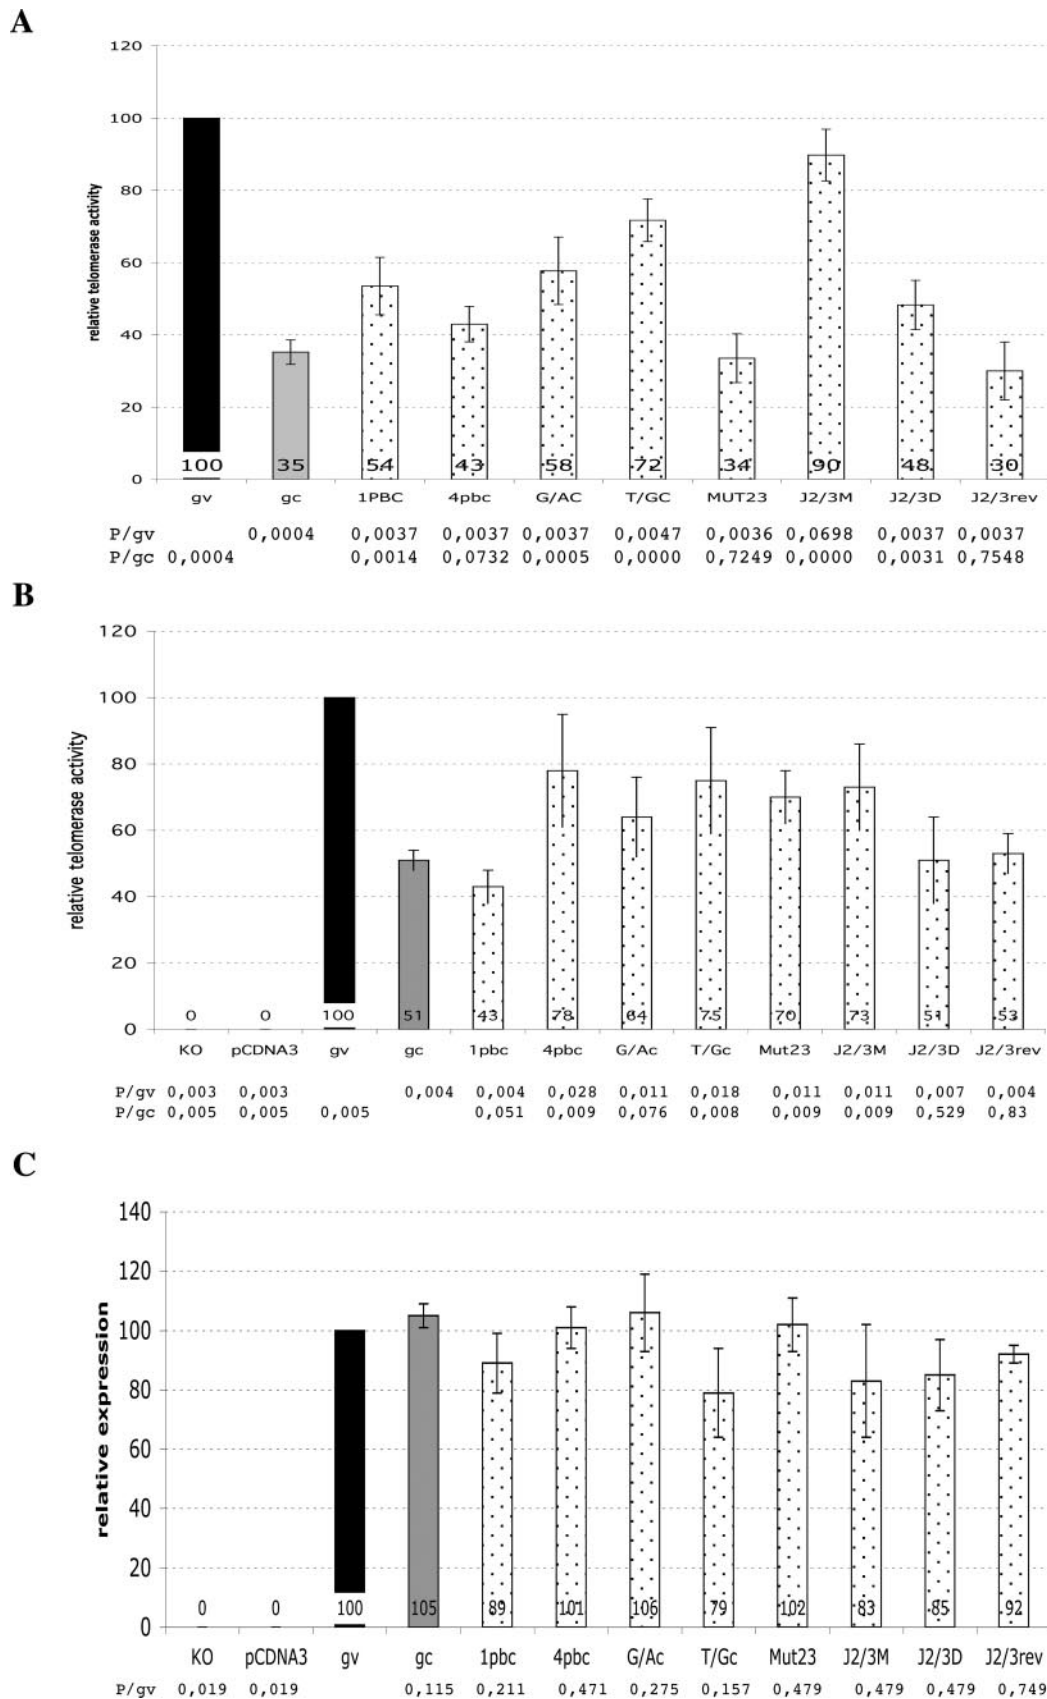 A
120
100
80
60
40
20
0
relative telomerase activity
100 35 54 43 58 72 34 90 48 30
gv gc 1PBC 4pbc G/AC T/GC MUT23 J2/3M J2/3D J2/3rev
P/gv 0,0004 0,0037 0,0037 0,0037 0,0047 0,0036 0,0698 0,0037 0,0037
P/gc 0,0004 0,0014 0,0732 0,0005 0,0000 0,7249 0,0000 0,0031 0,7548
B
120
100
80
60
40
20
0
relative telomerase activity
0 0 100 51 43 78 64 75 70 73 51 53
KO pCDNA3 gv gc 1pbc 4pbc G/Ac T/Gc Mut23 J2/3M J2/3D J2/3rev
P/gv 0,003 0,003 0,004 0,004 0,028 0,011 0,018 0,011 0,011 0,007 0,004
P/gc 0,005 0,005 0,005 0,051 0,009 0,076 0,008 0,009 0,009 0,529 0,83
C
140
120
100
80
60
40
20
0
relative expression
0 0 100 105 89 101 106 79 102 83 85 92
KO pCDNA3 gv gc 1pbc 4pbc G/Ac T/Gc Mut23 J2/3M J2/3D J2/3rev
P/gv 0,019 0,019 0,115 0,211 0,471 0,275 0,157 0,479 0,479 0,479 0,749